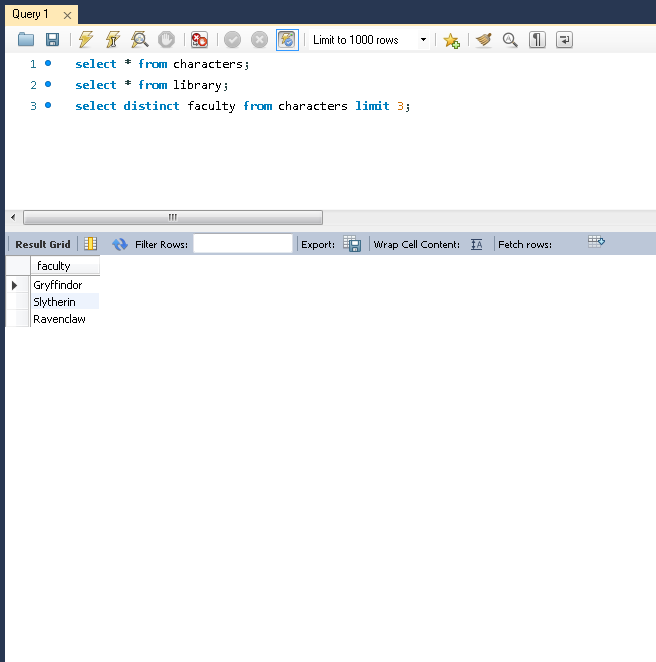 Query 1
Limit to 1000 rows
1 select * from characters;
2 select * from library;
3 select distinct faculty from characters limit 3;
Result Grid Filter Rows: Export: Wrap Cell Content: Fetch rows:
faculty
Gryffindor
Slytherin
Ravenclaw